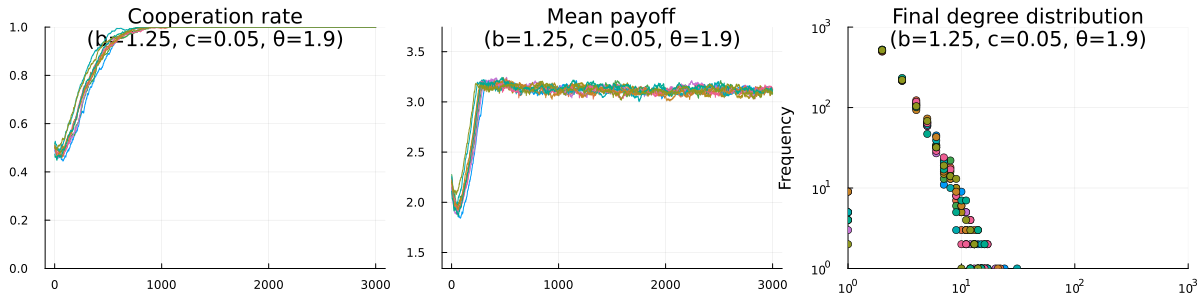 Cooperation rate
(b=1.25, c=0.05, θ=1.9)
1.0
0.8
0.6
0.4
0.2
0.0
0 1000 2000 3000
Mean payoff
(b=1.25, c=0.05, θ=1.9)
3.5
3.0
2.5
2.0
1.5
0 1000 2000 3000
Final degree distribution
(b=1.25, c=0.05, θ=1.9)
Frequency
10³
10²
10¹
10⁰
10⁰ 10¹ 10² 10³